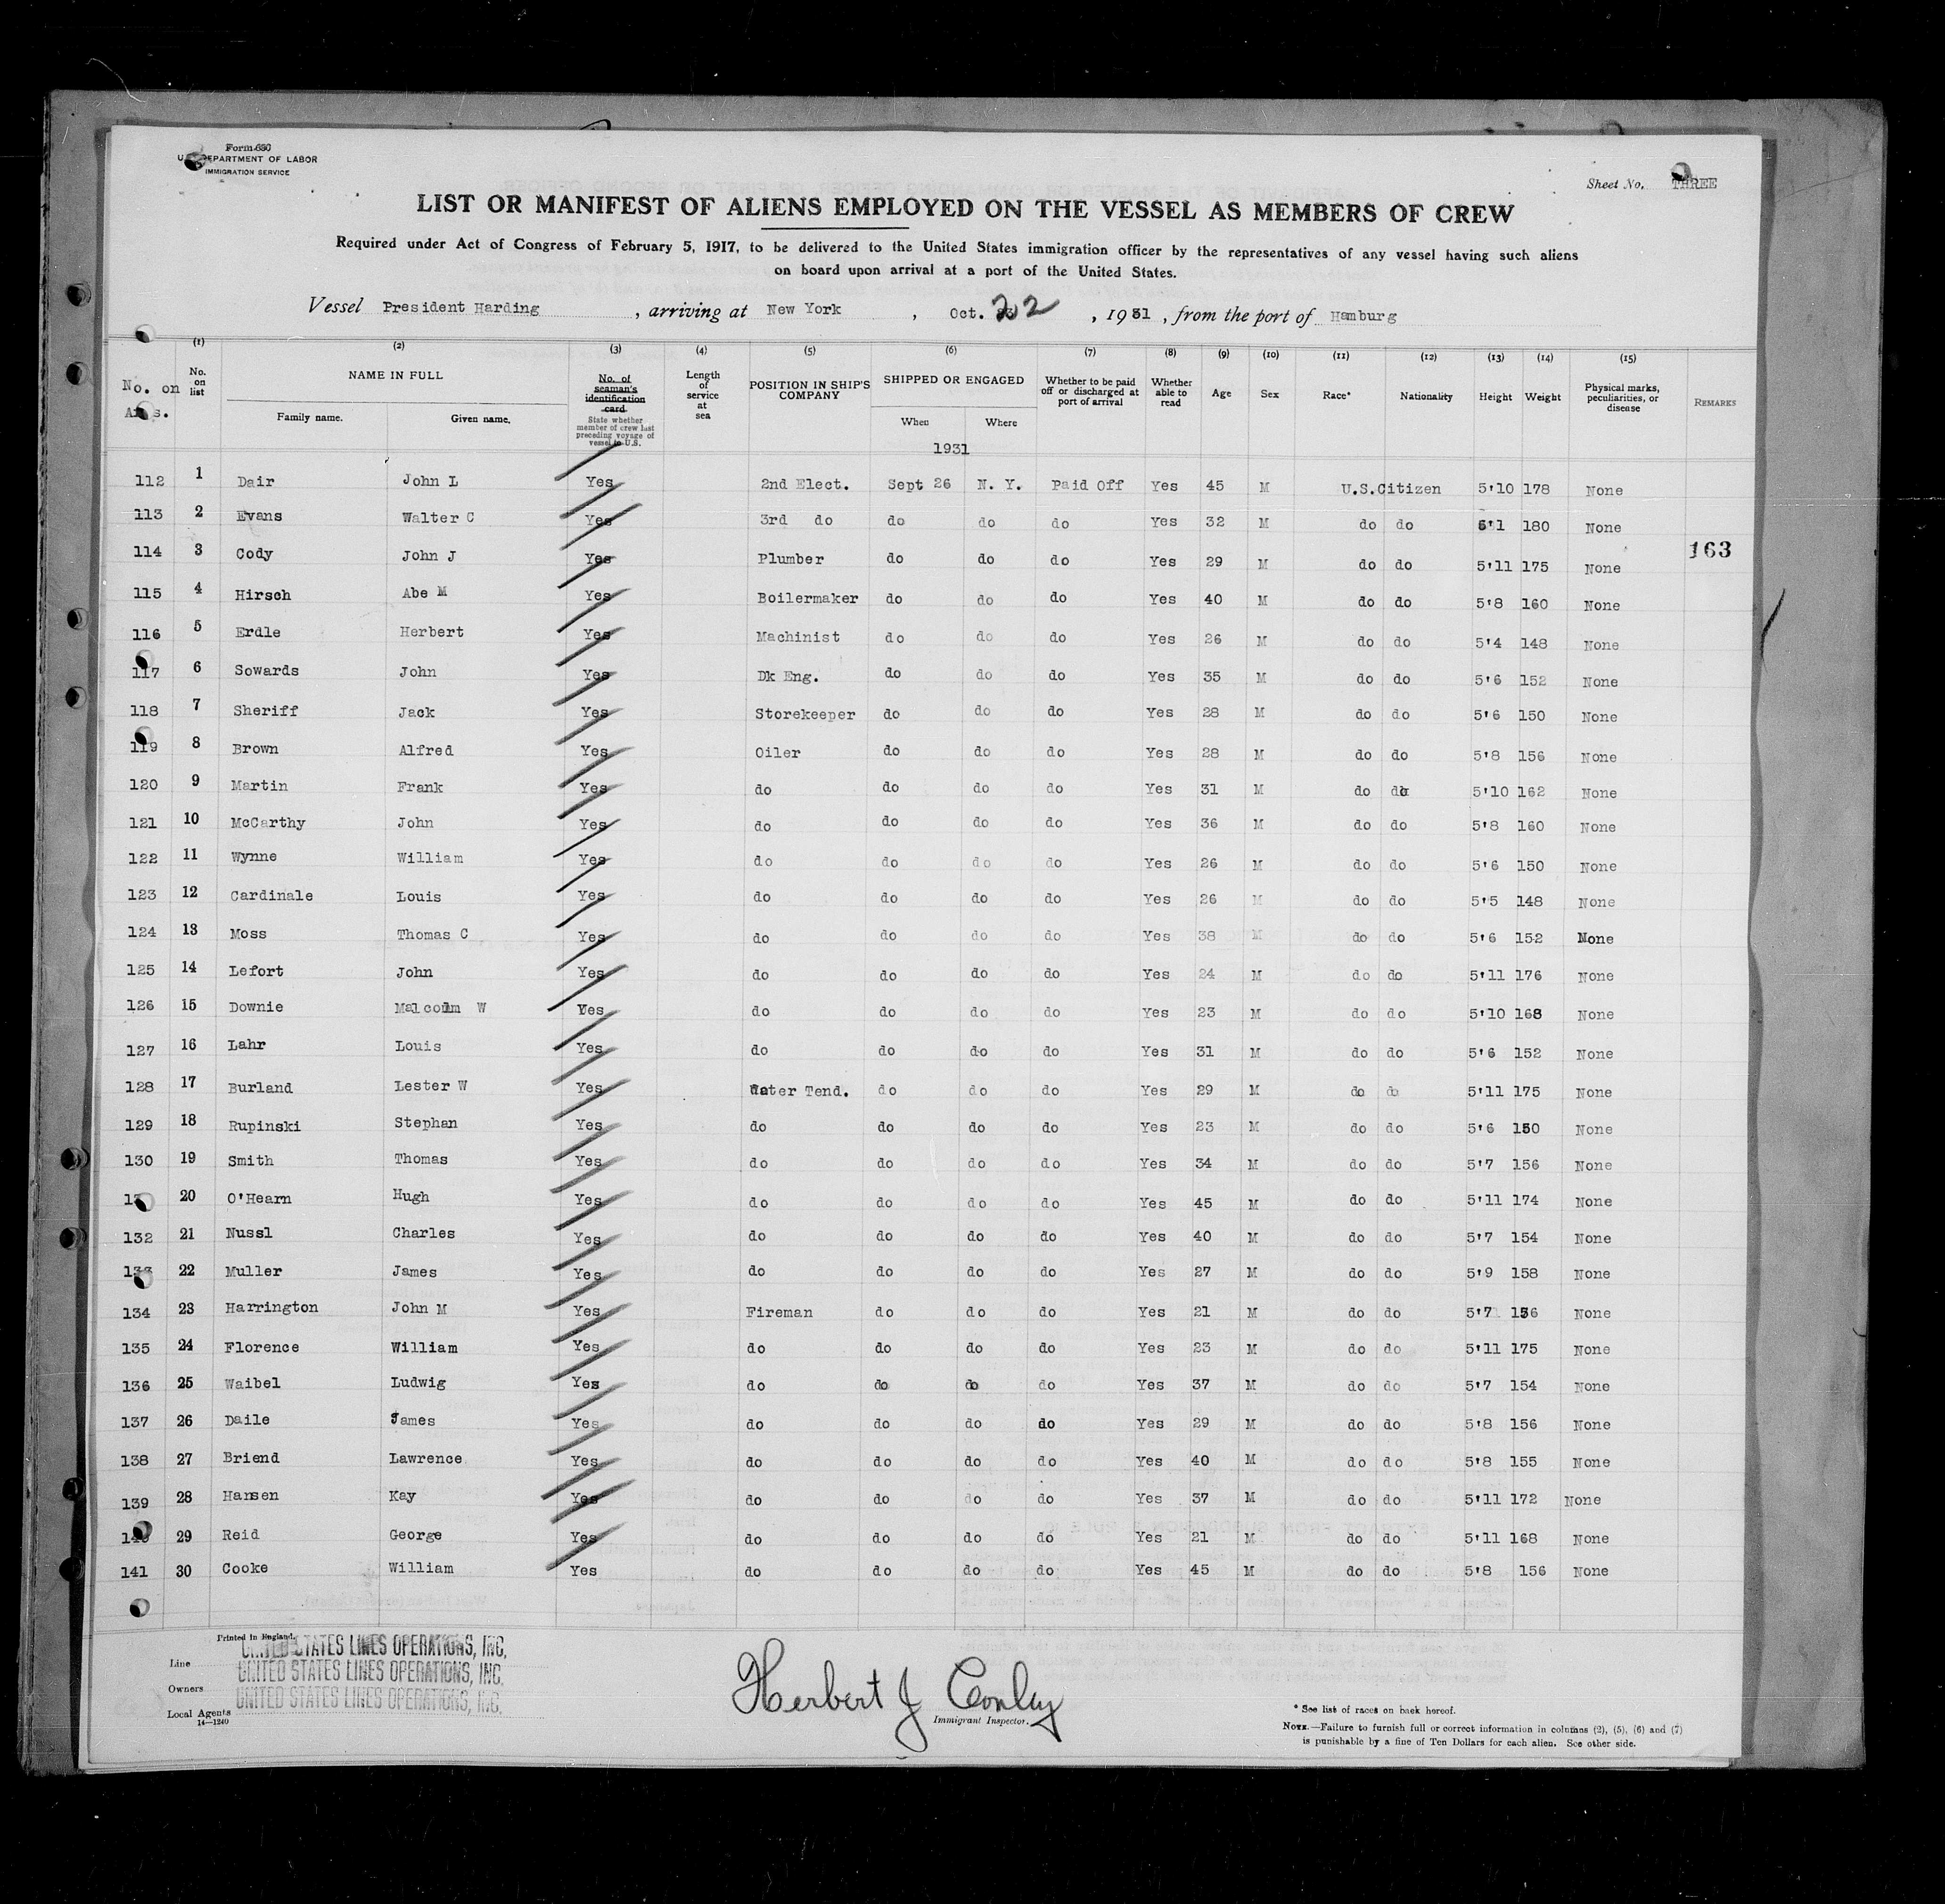 Form 680
U.S. DEPARTMENT OF LABOR
IMMIGRATION SERVICE
Sheet No. THREE
LIST OR MANIFEST OF ALIENS EMPLOYED ON THE VESSEL AS MEMBERS OF CREW
Required under Act of Congress of February 5, 1917, to be delivered to the United States immigration officer by the representatives of any vessel having such aliens
on board upon arrival at a port of the United States.
Vessel President Harding, arriving at New York, Oct. 22, 1931, from the port of Hamburg
(1) (2) (3) (4) (5) (6) (7) (8) (9) (10) (11) (12) (13) (14) (15)
No. on Ans. No. on list NAME IN FULL Family name. Given name. No. of seaman's identification card State whether member of crew last preceding voyage of vessel to U.S. Length of service at sea POSITION IN SHIP'S COMPANY SHIPPED OR ENGAGED When Where Whether to be paid off or discharged at port of arrival Whether able to read Age Sex Race* Nationality Height Weight Physical marks, peculiarities, or disease REMARKS
1931
112 1 Dair John L Yes 2nd Elect. Sept 26 N. Y. Paid Off Yes 45 M U.S.Citizen 5'10 178 None
113 2 Evans Walter C Yes 3rd do do do do Yes 32 M do do 6'1 180 None
163
114 3 Cody John J Yes Plumber do do do Yes 29 M do do 5'11 175 None
115 4 Hirsch Abe M Yes Boilermaker do do do Yes 40 M do do 5'8 160 None
116 5 Erdle Herbert Yes Machinist do do do Yes 26 M do do 5'4 148 None
117 6 Sowards John Yes Dk Eng. do do do Yes 35 M do do 5'6 152 None
118 7 Sheriff Jack Yes Storekeeper do do do Yes 28 M do do 5'6 150 None
119 8 Brown Alfred Yes Oiler do do do Yes 28 M do do 5'8 156 None
120 9 Martin Frank Yes do do do do Yes 31 M do do 5'10 162 None
121 10 McCarthy John Yes do do do do Yes 36 M do do 5'8 160 None
122 11 Wynne William Yes do do do do Yes 26 M do do 5'6 150 None
123 12 Cardinale Louis Yes do do do do Yes 26 M do do 5'5 148 None
124 13 Moss Thomas C Yes do do do do Yes 38 M do do 5'6 152 None
125 14 Lefort John Yes do do do do Yes 24 M do do 5'11 176 None
126 15 Downie Malcolm W Yes do do do do Yes 23 M do do 5'10 168 None
127 16 Lahr Louis Yes do do do do Yes 31 M do do 5'6 152 None
128 17 Burland Lester W Yes Water Tend. do do do Yes 29 M do do 5'11 175 None
129 18 Rupinski Stephan Yes do do do do Yes 23 M do do 5'6 150 None
130 19 Smith Thomas Yes do do do do Yes 34 M do do 5'7 156 None
20 O'Hearn Hugh Yes do do do do Yes 45 M do do 5'11 174 None
132 21 Nussl Charles Yes do do do do Yes 40 M do do 5'7 154 None
133 22 Muller James Yes do do do do Yes 27 M do do 5'9 158 None
134 23 Harrington John M Yes Fireman do do do Yes 21 M do do 5'7 156 None
135 24 Florence William Yes do do do do Yes 23 M do do 5'11 175 None
136 25 Waibel Ludwig Yes do do do do Yes 37 M do do 5'7 154 None
137 26 Daile James Yes do do do do Yes 29 M do do 5'8 156 None
138 27 Briend Lawrence Yes do do do do Yes 40 M do do 5'8 155 None
139 28 Hansen Kay Yes do do do do Yes 37 M do do 5'11 172 None
140 29 Reid George Yes do do do do Yes 21 M do do 5'11 168 None
141 30 Cooke William Yes do do do do Yes 45 M do do 5'8 156 None
Printed in England.
Line UNITED STATES LINES OPERATIONS, INC.
Owners UNITED STATES LINES OPERATIONS, INC.
Local Agents UNITED STATES LINES OPERATIONS, INC.
14—1240
Herbert J Conley
Immigrant Inspector.
* See list of races on back hereof.
NOTE.—Failure to furnish full or correct information in columns (2), (5), (6) and (7)
is punishable by a fine of Ten Dollars for each alien. See other side.